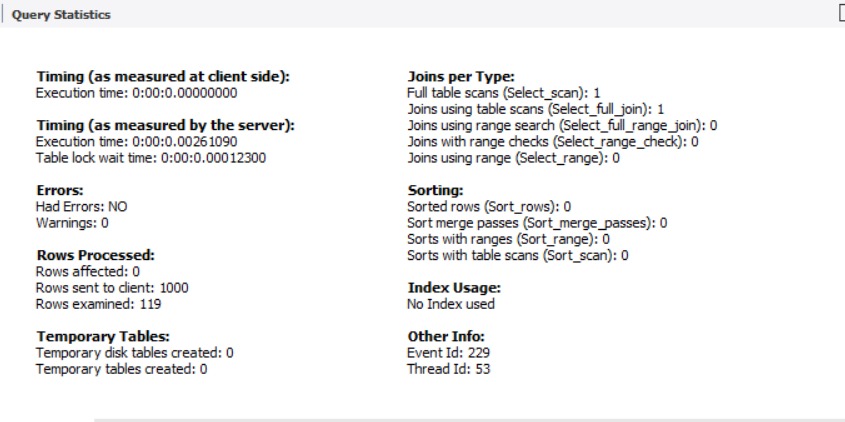 Query Statistics
Timing (as measured at client side):
Execution time: 0:00:0.00000000
Timing (as measured by the server):
Execution time: 0:00:0.00261090
Table lock wait time: 0:00:0.00012300
Errors:
Had Errors: NO
Warnings: 0
Rows Processed:
Rows affected: 0
Rows sent to client: 1000
Rows examined: 119
Temporary Tables:
Temporary disk tables created: 0
Temporary tables created: 0
Joins per Type:
Full table scans (Select_scan): 1
Joins using table scans (Select_full_join): 1
Joins using range search (Select_full_range_join): 0
Joins with range checks (Select_range_check): 0
Joins using range (Select_range): 0
Sorting:
Sorted rows (Sort_rows): 0
Sort merge passes (Sort_merge_passes): 0
Sorts with ranges (Sort_range): 0
Sorts with table scans (Sort_scan): 0
Index Usage:
No Index used
Other Info:
Event Id: 229
Thread Id: 53